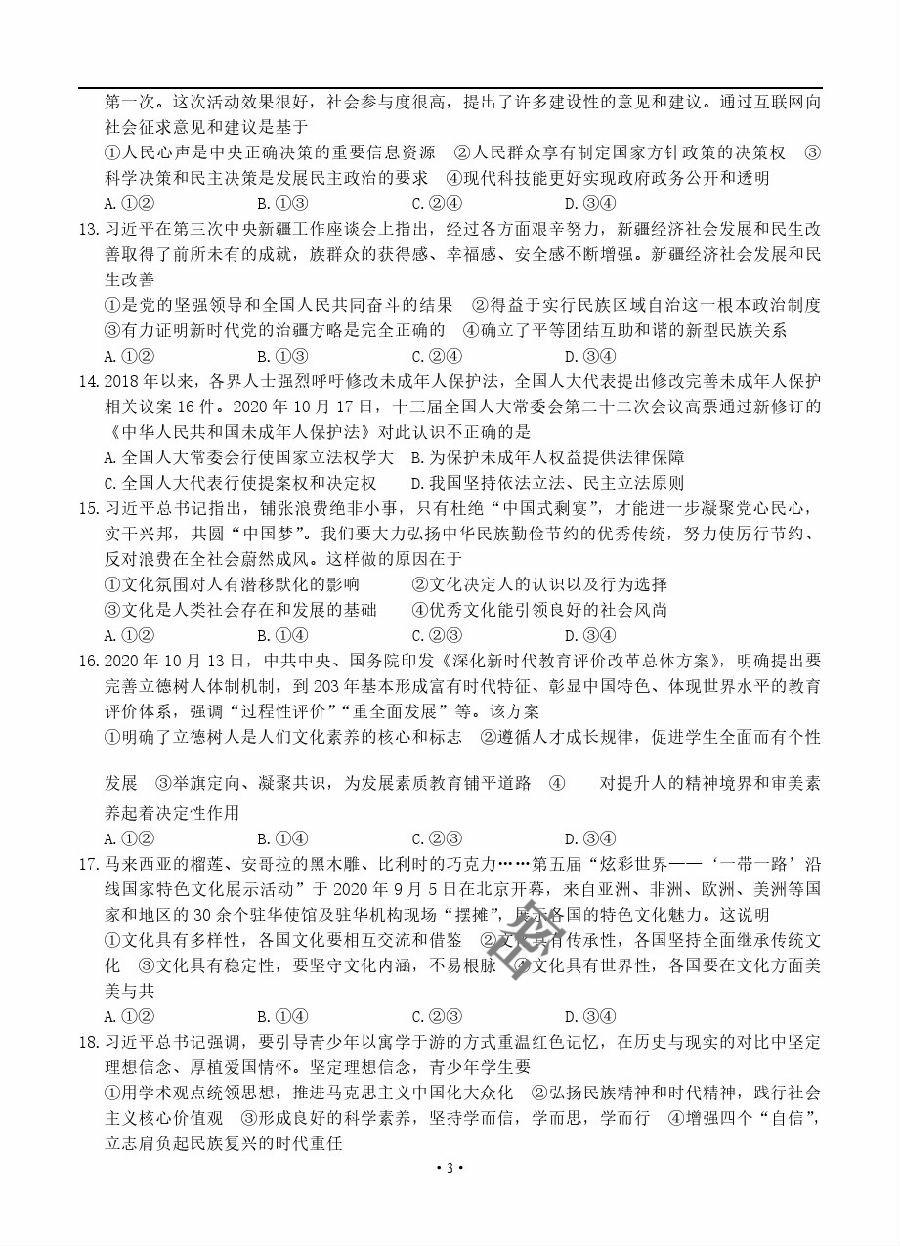 第一次。这次活动效果很好，社会参与度很高，提出了许多建设性的意见和建议。通过互联网向
社会征求意见和建议是基于
①人民心声是中央正确决策的重要信息资源　②人民群众享有制定国家方针政策的决策权　③
科学决策和民主决策是发展民主政治的要求　④现代科技能更好实现政府政务公开和透明
A.①②　B.①③　C.②④　D.③④
13.习近平在第三次中央新疆工作座谈会上指出，经过各方面艰辛努力，新疆经济社会发展和民生改
善取得了前所未有的成就，族群众的获得感、幸福感、安全感不断增强。新疆经济社会发展和民
生改善
①是党的坚强领导和全国人民共同奋斗的结果　②得益于实行民族区域自治这一根本政治制度
③有力证明新时代党的治疆方略是完全正确的　④确立了平等团结互助和谐的新型民族关系
A.①②　B.①③　C.②④　D.③④
14.2018年以来，各界人士强烈呼吁修改未成年人保护法，全国人大代表提出修改完善未成年人保护
相关议案16件。2020年10月17日，十三届全国人大常委会第二十二次会议高票通过新修订的
《中华人民共和国未成年人保护法》对此认识不正确的是
A.全国人大常委会行使国家立法权学大　B.为保护未成年人权益提供法律保障
C.全国人大代表行使提案权和决定权　D.我国坚持依法立法、民主立法原则
15.习近平总书记指出，铺张浪费绝非小事，只有杜绝“中国式剩宴”，才能进一步凝聚党心民心，
实干兴邦，共圆“中国梦”。我们要大力弘扬中华民族勤俭节约的优秀传统，努力使厉行节约、
反对浪费在全社会蔚然成风。这样做的原因在于
①文化氛围对人有潜移默化的影响　②文化决定人的认识以及行为选择
③文化是人类社会存在和发展的基础　④优秀文化能引领良好的社会风尚
A.①②　B.①④　C.②③　D.③④
16.2020年10月13日，中共中央、国务院印发《深化新时代教育评价改革总体方案》，明确提出要
完善立德树人体制机制，到203年基本形成富有时代特征、彰显中国特色、体现世界水平的教育
评价体系，强调“过程性评价”“重全面发展”等。该方案
①明确了立德树人是人们文化素养的核心和标志　②遵循人才成长规律，促进学生全面而有个性
发展　③举旗定向、凝聚共识，为发展素质教育铺平道路　④　对提升人的精神境界和审美素
养起着决定性作用
A.①②　B.①④　C.②③　D.③④
17.马来西亚的榴莲、安哥拉的黑木雕、比利时的巧克力……第五届“炫彩世界——‘一带一路’沿
线国家特色文化展示活动”于2020年9月5日在北京开幕，来自亚洲、非洲、欧洲、美洲等国
家和地区的30余个驻华使馆及驻华机构现场“摆摊”，展示各国的特色文化魅力。这说明
①文化具有多样性，各国文化要相互交流和借鉴　②文化具有传承性，各国坚持全面继承传统文
化　③文化具有稳定性，要坚守文化内涵，不易根脉　④文化具有世界性，各国要在文化方面美
美与共
A.①②　B.①④　C.②③　D.③④
18.习近平总书记强调，要引导青少年以寓学于游的方式重温红色记忆，在历史与现实的对比中坚定
理想信念、厚植爱国情怀。坚定理想信念，青少年学生要
①用学术观点统领思想，推进马克思主义中国化大众化　②弘扬民族精神和时代精神，践行社会
主义核心价值观　③形成良好的科学素养，坚持学而信，学而思，学而行　④增强四个“自信”，
立志肩负起民族复兴的时代重任
·3·
密